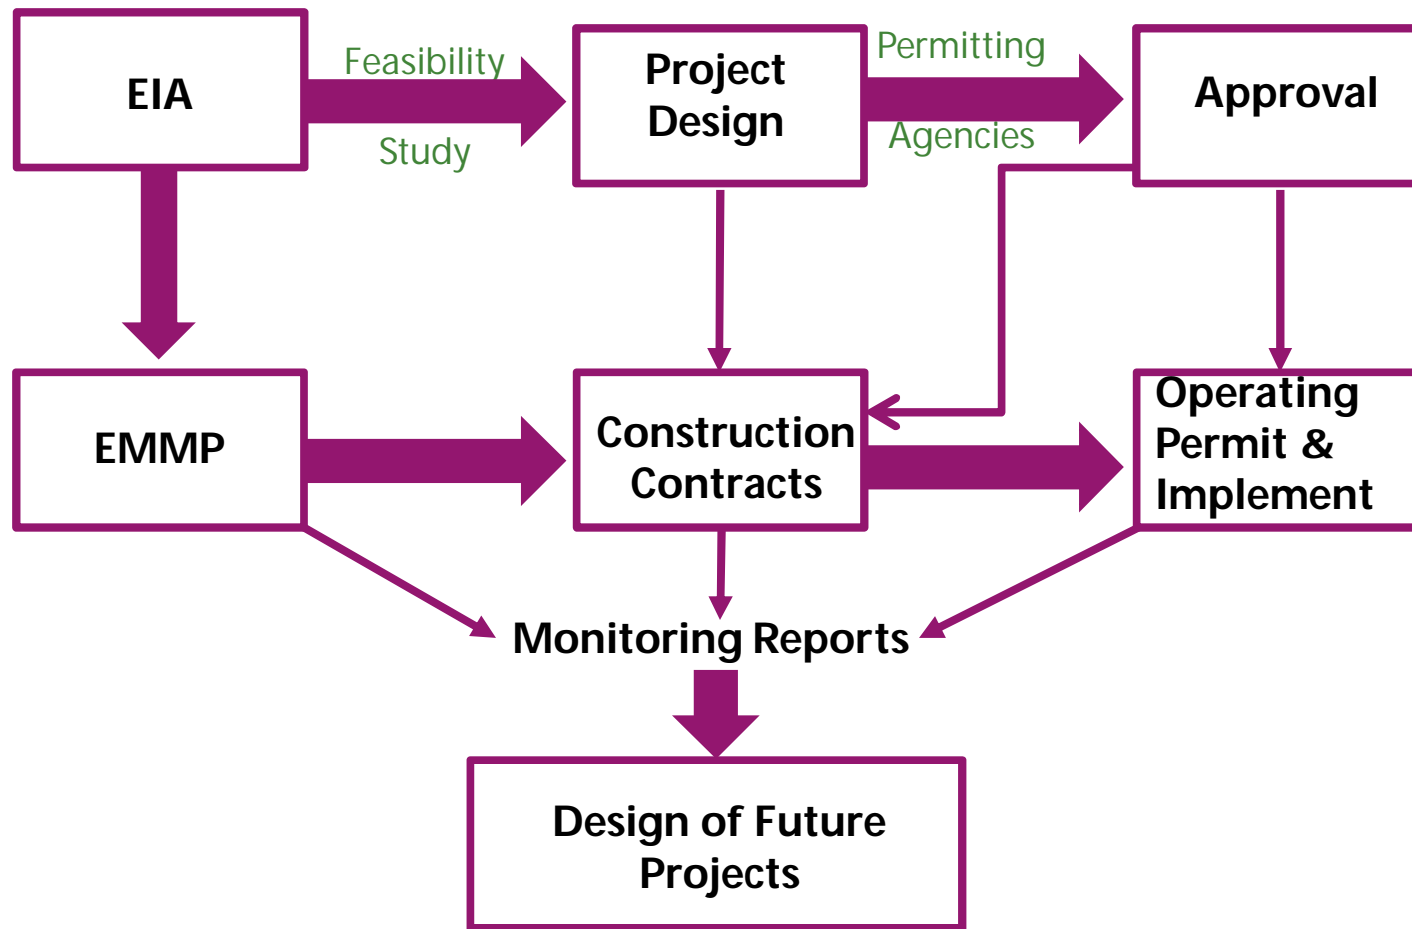 EIA
Feasibility
Study
Project
Design
Permitting
Agencies
Approval
EMMP
Construction
Contracts
Operating
Permit &
Implement
Monitoring Reports
Design of Future
Projects